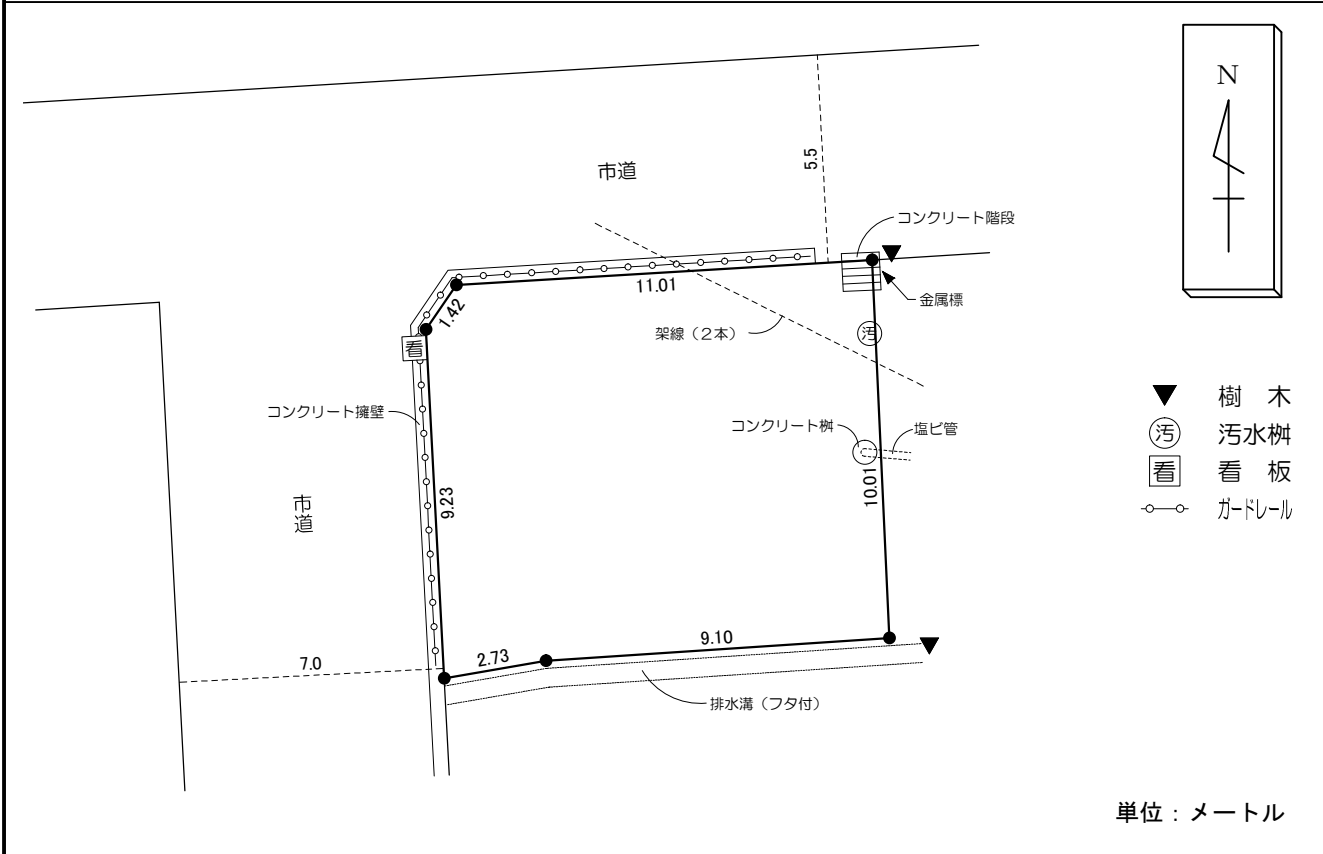 N
市道
5.5
コンクリート階段
11.01
金属標
1.42
架線（２本）
汚
看
コンクリート擁壁
コンクリート桝
塩ビ管
市道
9.23
10.01
7.0
2.73
9.10
排水溝（フタ付）
樹　木
汚 汚水桝
看 看　板
ガードレール
単位：メートル